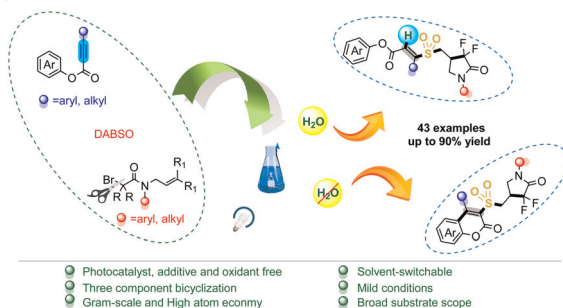 Ar
O
O
=aryl, alkyl
DABSO
Br
O
N
R R
R1
R1
=aryl, alkyl
H2O
H2O
H
O O
S
F
F
O
N
Ar
O
O
43 examples
up to 90% yield
O O
S
N
O
F
F
Ar
O
O
Photocatalyst, additive and oxidant free
Three component bicyclization
Gram-scale and High atom econmy
Solvent-switchable
Mild conditions
Broad substrate scope